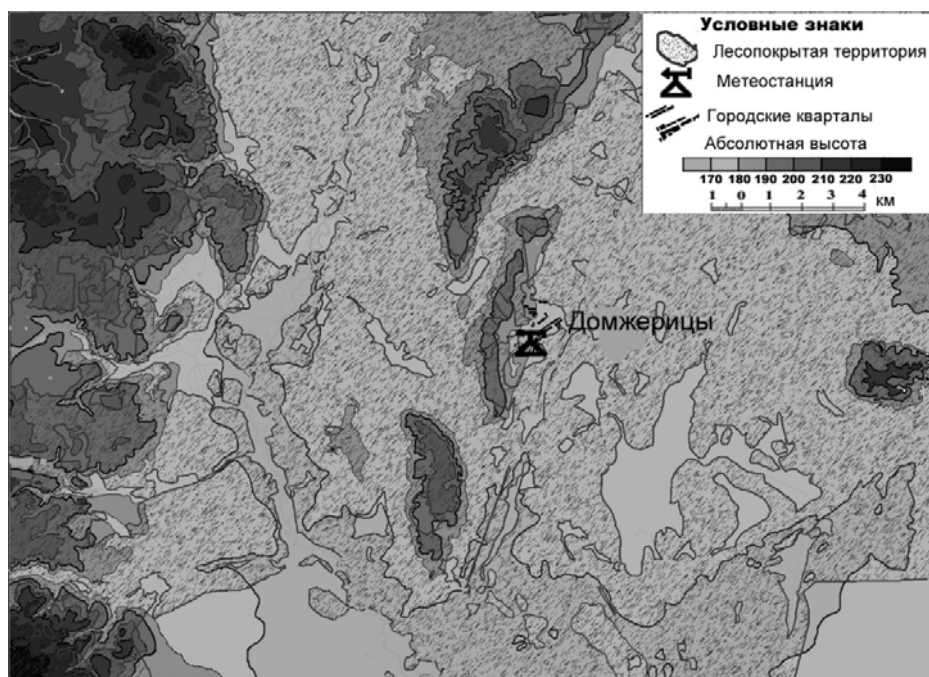 Условные знаки
Лесопокрытая территория
Метеостанция
Городские кварталы
Абсолютная высота
170 180 190 200 210 220 230
1 0 1 2 3 4 км
Домжерицы